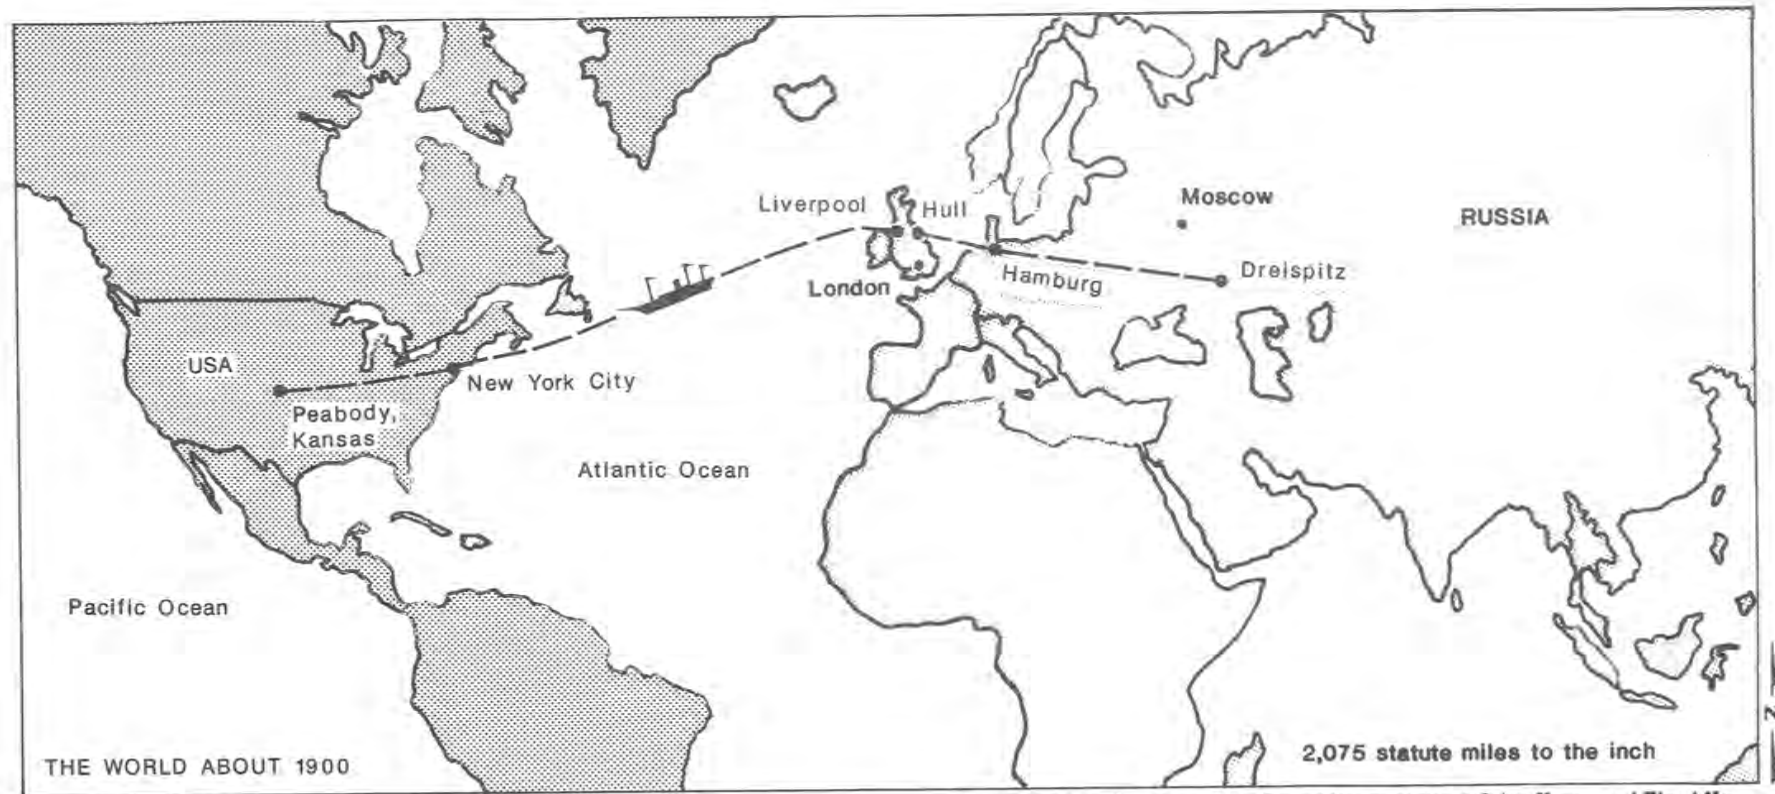 Liverpool
Hull
Moscow
RUSSIA
London
Hamburg
Dreispitz
USA
New York City
Peabody,
Kansas
Atlantic Ocean
Pacific Ocean
THE WORLD ABOUT 1900
2,075 statute miles to the inch